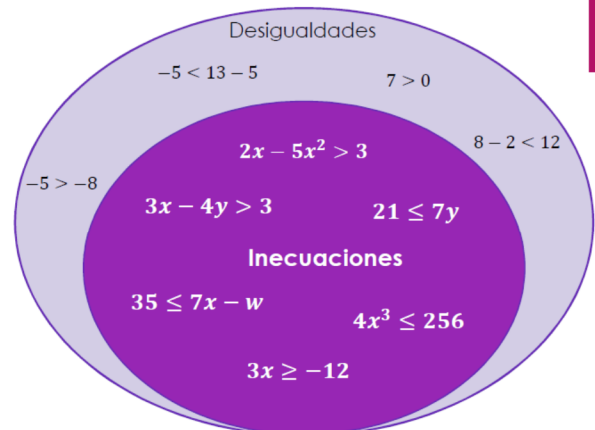 Desigualdades
−5 < 13 − 5
7 > 0
8 − 2 < 12
−5 > −8
2x − 5x² > 3
3x − 4y > 3
21 ≤ 7y
Inecuaciones
35 ≤ 7x − w
4x³ ≤ 256
3x ≥ −12